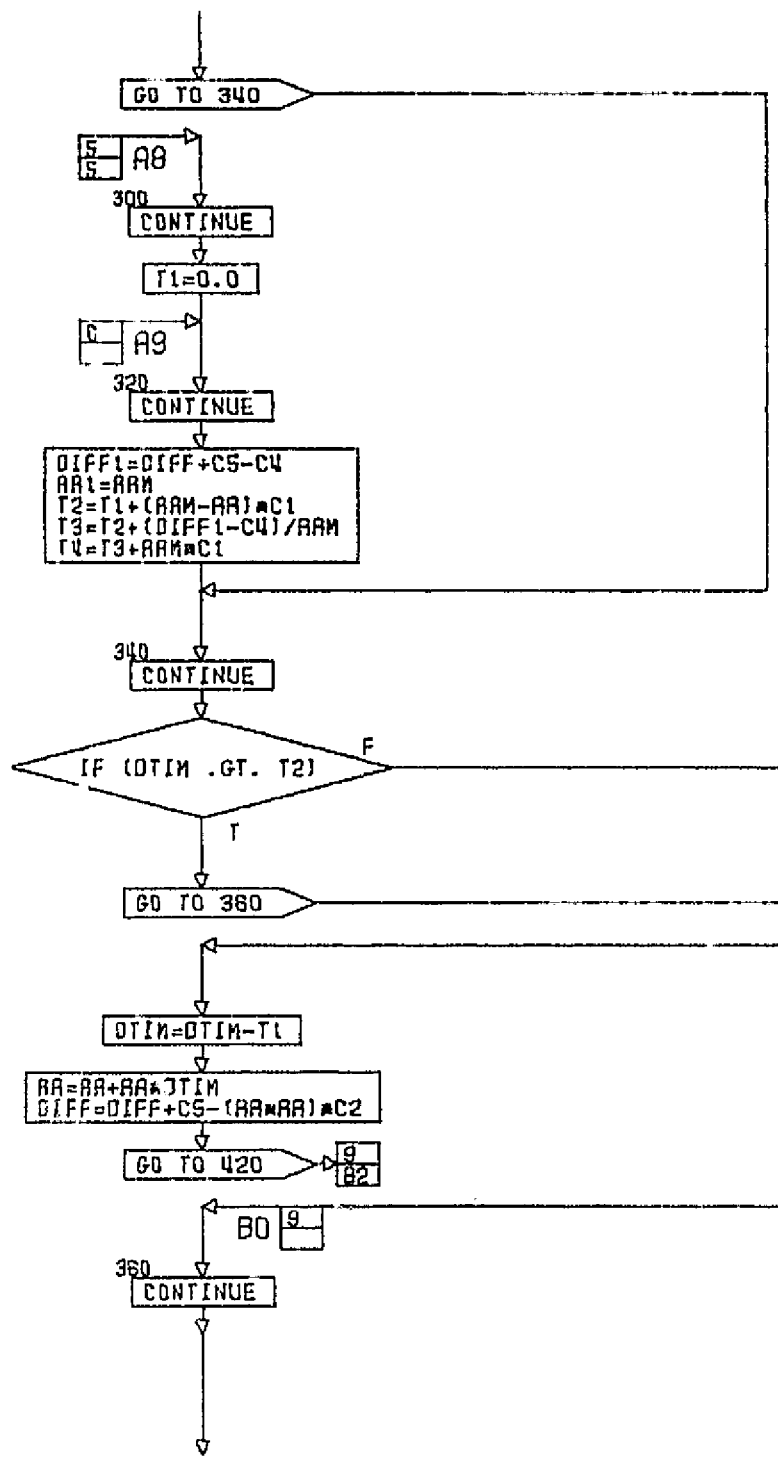 GO TO 340
5
5
A8
300
CONTINUE
T1=0.0
A9
320
CONTINUE
DIFF1=DIFF+C5-C4
AA1=AAM
T2=T1+(AAM-AA)*C1
T3=T2+(DIFF1-C4)/AAM
T4=T3+AAM*C1
340
CONTINUE
F
IF (DTIM .GT. T2)
T
GO TO 360
DTIM=DTIM-T1
AA=AA+AA*DTIM
DIFF=DIFF+C5-(AA*AA)*C2
GO TO 420
9
B2
B0
9
360
CONTINUE